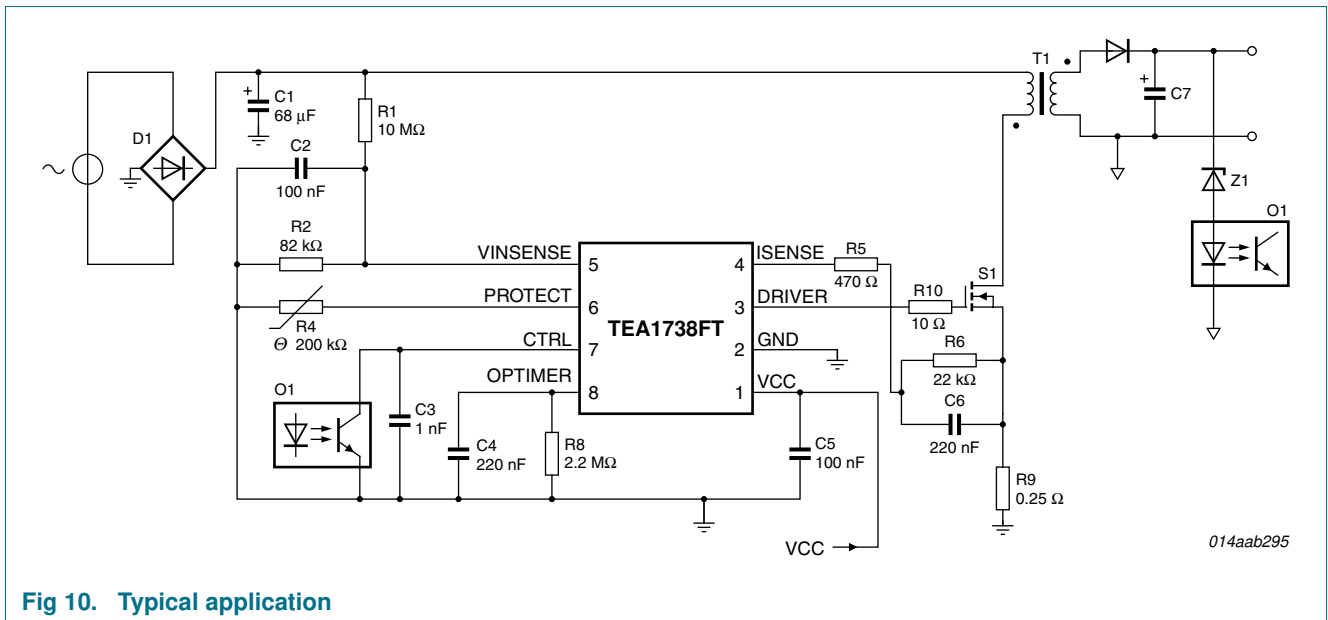 T1
C7
C1
68 µF
R1
10 MΩ
D1
C2
100 nF
Z1
O1
R2
82 kΩ
VINSENSE
5
4
ISENSE
R5
470 Ω
S1
PROTECT
6
3
DRIVER
R10
10 Ω
R4
Θ 200 kΩ
TEA1738FT
CTRL
7
2
GND
R6
22 kΩ
OPTIMER
8
1
VCC
O1
C3
1 nF
C4
220 nF
R8
2.2 MΩ
C5
100 nF
C6
220 nF
R9
0.25 Ω
VCC
014aab295
Fig 10. Typical application